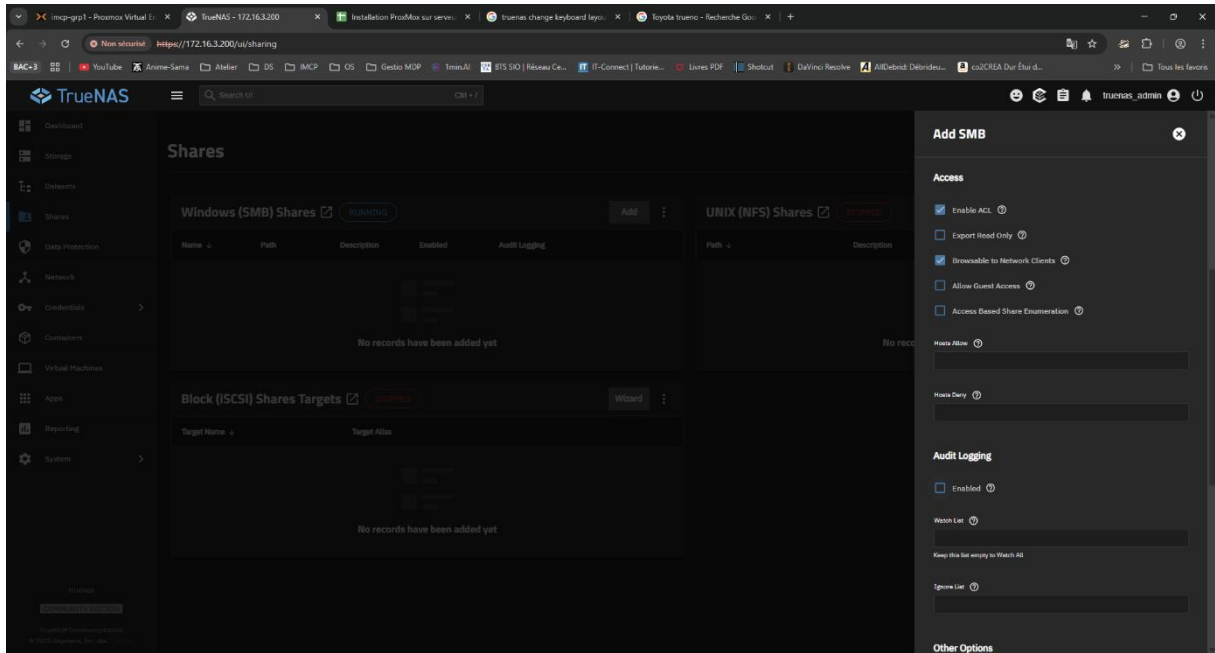 imcp-grp1 - Proxmox Virtual En
TrueNAS - 172.16.3.200
Installation ProxMox sur serveu
truenas change keyboard layou
Toyota trueno - Recherche Goo
Non sécurisé https://172.16.3.200/ui/sharing
BAC+3 YouTube Anime-Sama Atelier DS IMCP OS Gestio MDP 1min.AI BTS SIO | Réseau Ce... IT-Connect | Tutorie... Livres PDF Shotcut DaVinci Resolve AllDebrid: Débrideu... co2CREA Dur Étui d... » Tous les favoris
TrueNAS
Search UI Ctrl + /
truenas_admin
Dashboard
Storage
Datasets
Shares
Data Protection
Network
Credentials
Containers
Virtual Machines
Apps
Reporting
System
truenas
COMMUNITY EDITION
Shares
Windows (SMB) Shares RUNNING Add
Name Path Description Enabled Audit Logging
No records have been added yet
UNIX (NFS) Shares STOPPED
Path Description
No reco
Block (iSCSI) Shares Targets STOPPED Wizard
Target Name Target Alias
No records have been added yet
Add SMB
Access
Enable ACL
Export Read Only
Browsable to Network Clients
Allow Guest Access
Access Based Share Enumeration
Hosts Allow
Hosts Deny
Audit Logging
Enabled
Watch List
Keep this list empty to Watch All
Ignore List
Other Options